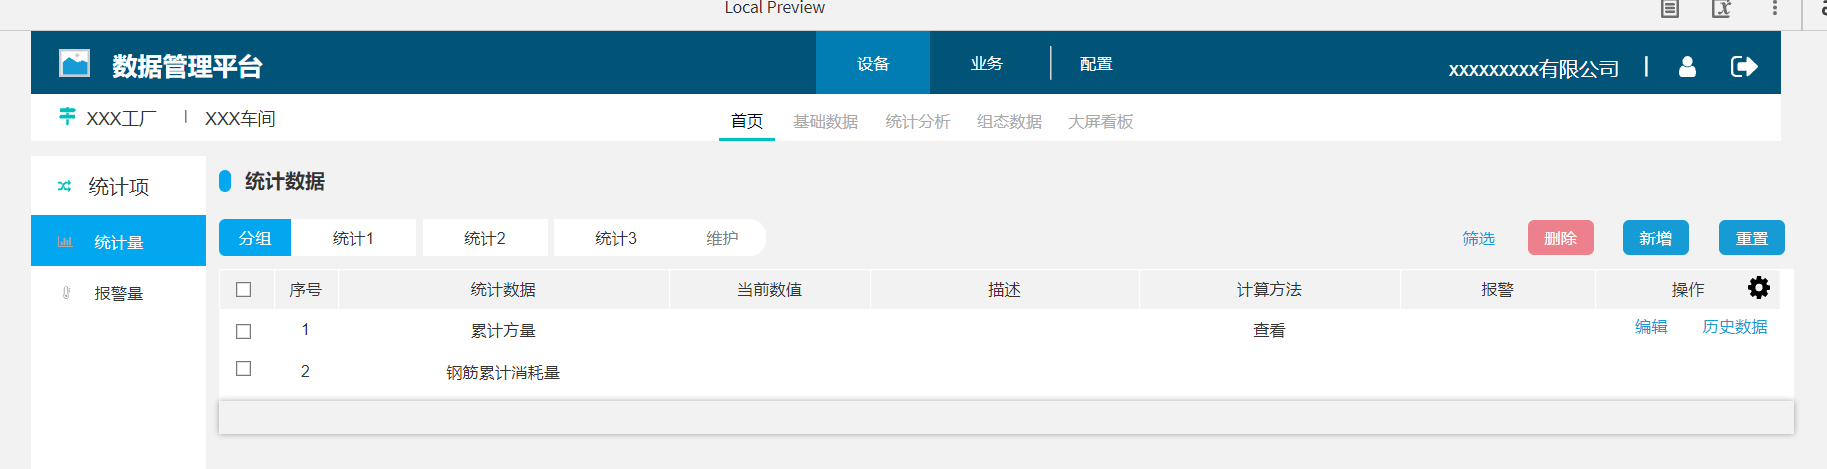 Local Preview
数据管理平台 设备 业务 配置 xxxxxxxxx有限公司
XXX工厂 | XXX车间 首页 基础数据 统计分析 组态数据 大屏看板
统计项
统计量
报警量
统计数据
分组 统计1 统计2 统计3 维护 筛选 删除 新增 重置
序号 统计数据 当前数值 描述 计算方法 报警 操作
1 累计方量 查看 编辑 历史数据
2 钢筋累计消耗量